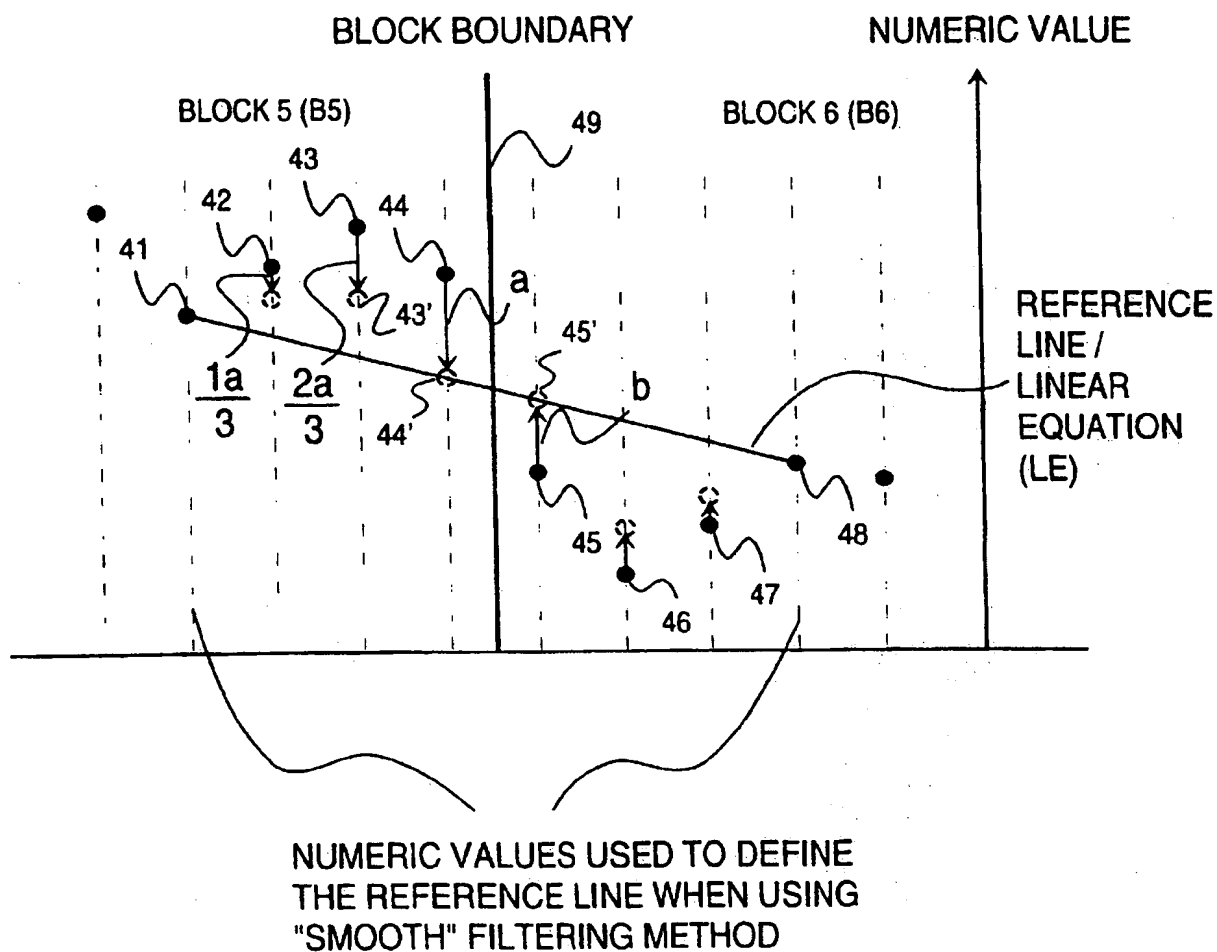 BLOCK BOUNDARY
NUMERIC VALUE
BLOCK 5 (B5)
49
BLOCK 6 (B6)
43
42
44
41
a
43'
45'
REFERENCE
LINE /
LINEAR
EQUATION
(LE)
1a
3
2a
3
44'
b
45
48
47
46
NUMERIC VALUES USED TO DEFINE
THE REFERENCE LINE WHEN USING
"SMOOTH" FILTERING METHOD